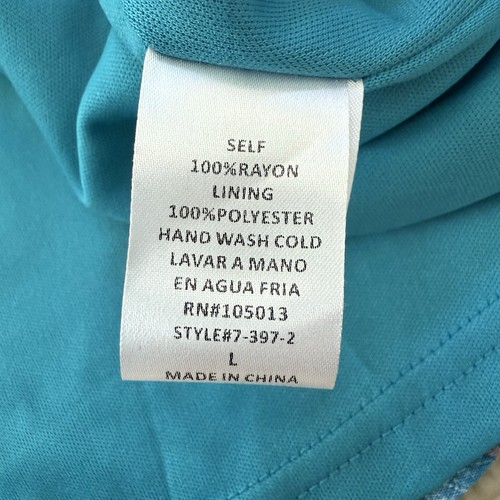 SELF
100%RAYON
LINING
100%POLYESTER
HAND WASH COLD
LAVAR A MANO
EN AGUA FRIA
RN#105013
STYLE#7-397-2
L
MADE IN CHINA